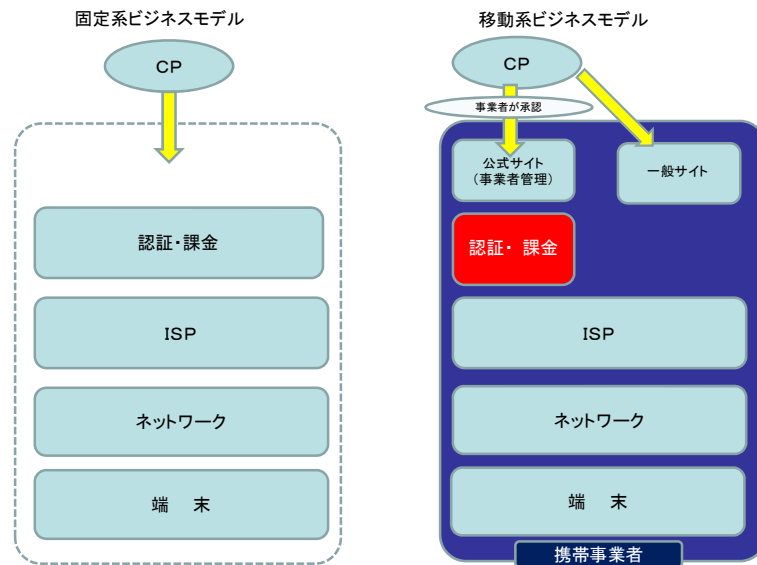 固定系ビジネスモデル
CP
認証・課金
ISP
ネットワーク
端 末
移動系ビジネスモデル
CP
事業者が承認
公式サイト
（事業者管理）
一般サイト
認証・ 課金
ISP
ネットワーク
端 末
携帯事業者